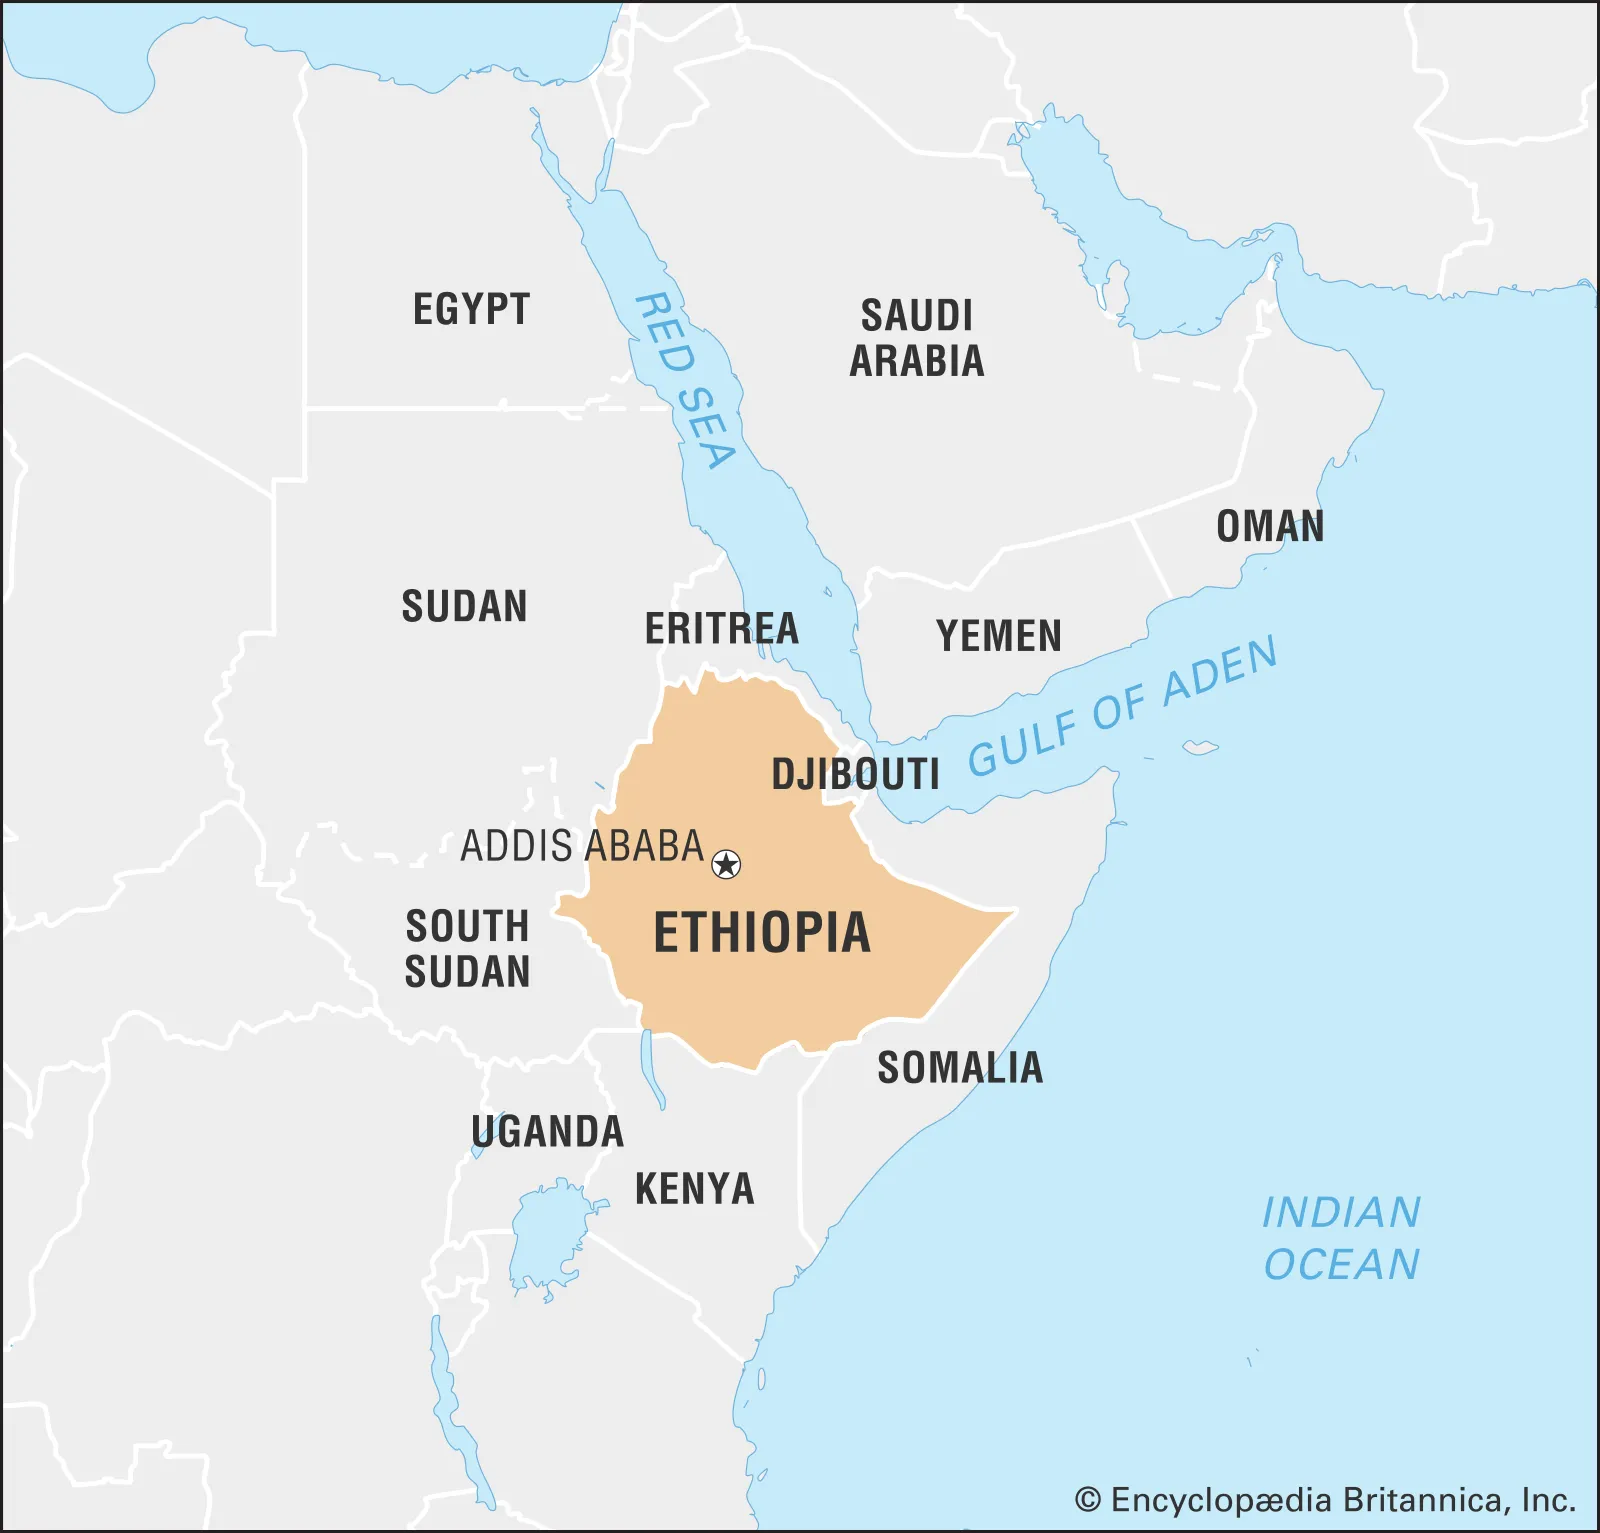 EGYPT
RED SEA
SAUDI
ARABIA
OMAN
SUDAN
ERITREA
YEMEN
GULF OF ADEN
DJIBOUTI
ADDIS ABABA
ETHIOPIA
SOUTH
SUDAN
SOMALIA
UGANDA
KENYA
INDIAN
OCEAN
© Encyclopædia Britannica, Inc.